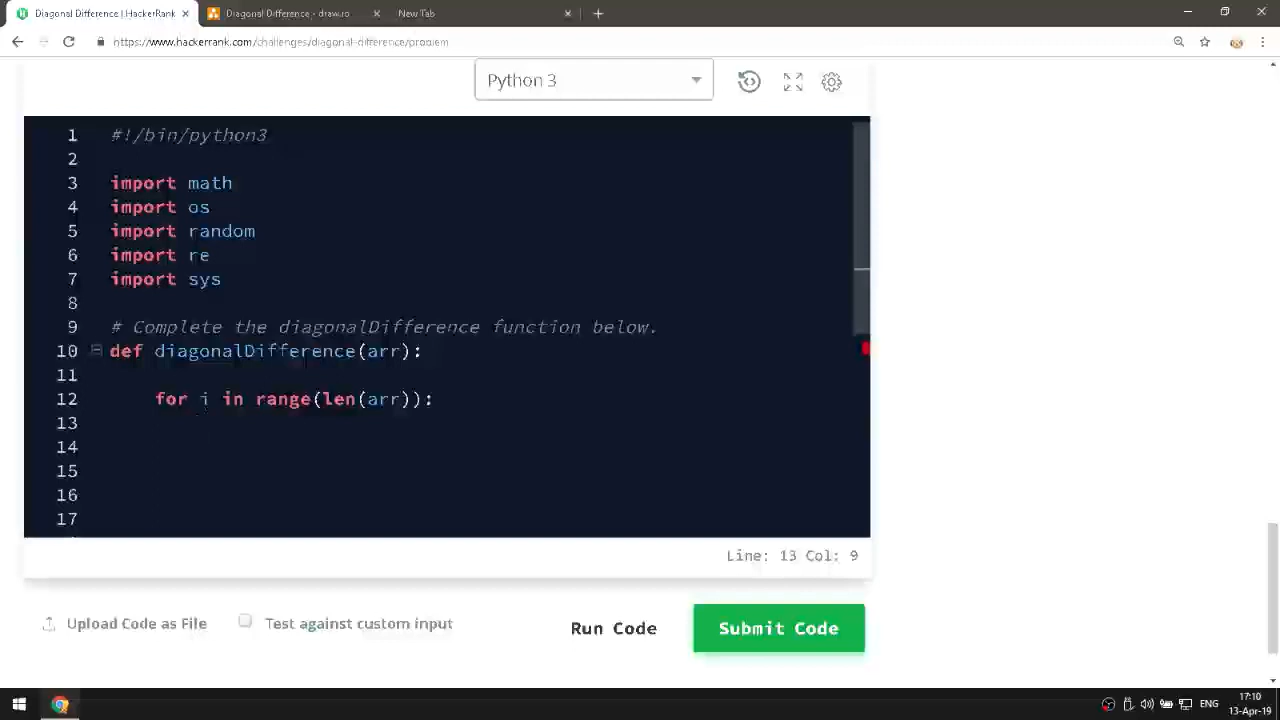 Diagonal Difference | HackerRank
Diagonal Difference - draw.io
New Tab
https://www.hackerrank.com/challenges/diagonal-difference/problem
Python 3
1 #!/bin/python3
2
3 import math
4 import os
5 import random
6 import re
7 import sys
8
9 # Complete the diagonalDifference function below.
10 def diagonalDifference(arr):
11
12 for i in range(len(arr)):
13
14
15
16
17
Line: 13 Col: 9
Upload Code as File
Test against custom input
Run Code
Submit Code
ENG
17:10
13-Apr-19